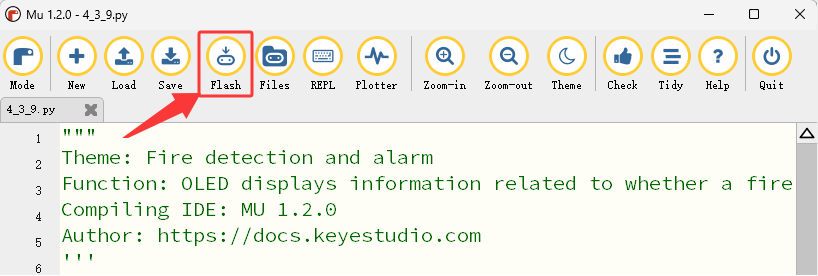 Mu 1.2.0 - 4_3_9.py
Mode New Load Save Flash Files REPL Plotter Zoom-in Zoom-out Theme Check Tidy Help Quit
4_3_9.py
1 """
2 Theme: Fire detection and alarm
3 Function: OLED displays information related to whether a fire
4 Compiling IDE: MU 1.2.0
5 Author: https://docs.keyestudio.com
6 '''